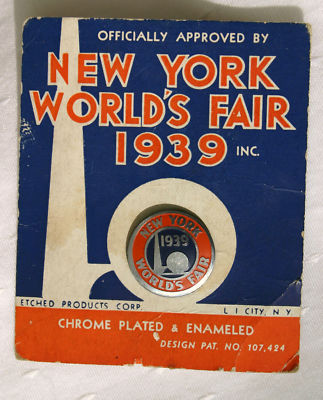 OFFICIALLY APPROVED BY
NEW YORK
WORLD'S FAIR
1939 INC.
NEW YORK
1939
WORLD'S FAIR
ETCHED PRODUCTS CORP. L I CITY, N Y
CHROME PLATED & ENAMELED
DESIGN PAT. NO. 107,424